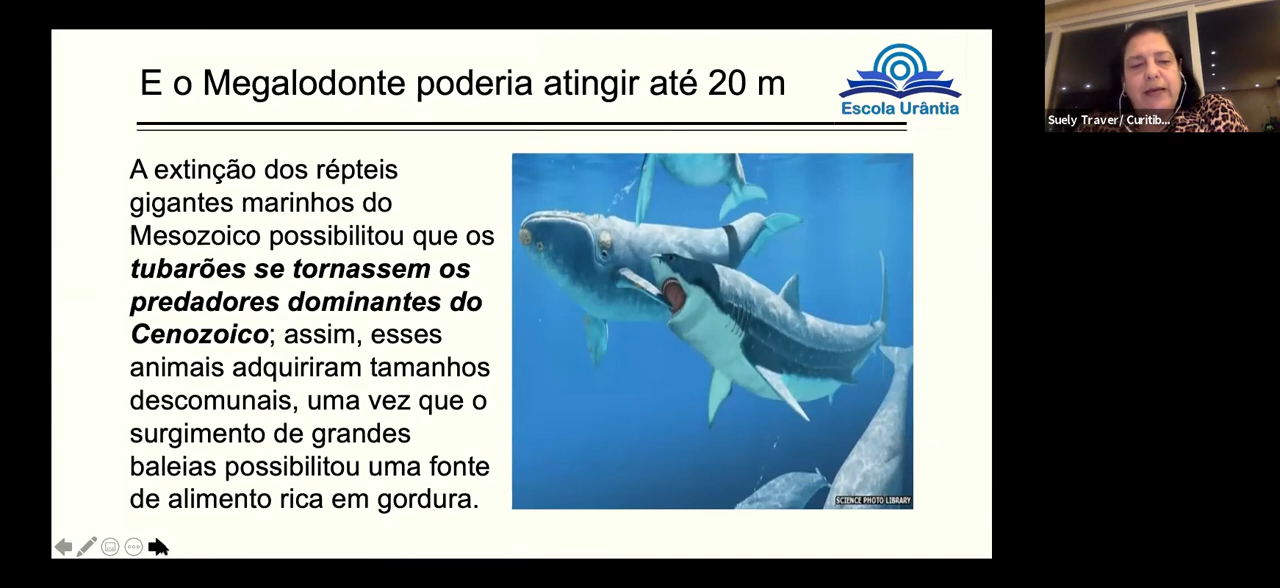 E o Megalodonte poderia atingir até 20 m
Escola Urântia
A extinção dos répteis
gigantes marinhos do
Mesozoico possibilitou que os
tubarões se tornassem os
predadores dominantes do
Cenozoico; assim, esses
animais adquiriram tamanhos
descomunais, uma vez que o
surgimento de grandes
baleias possibilitou uma fonte
de alimento rica em gordura.
SCIENCE PHOTO LIBRARY
Suely Traver/ Curitib...